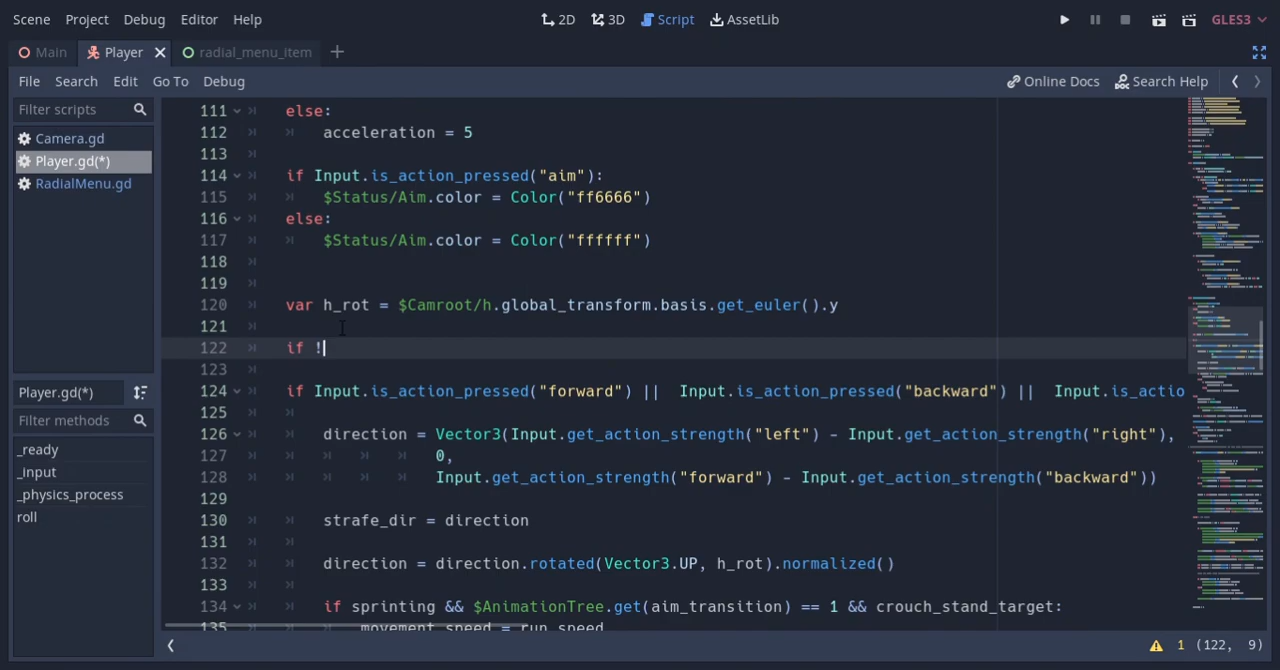 Scene Project Debug Editor Help 2D 3D Script AssetLib GLES3
Main Player radial_menu_item
File Search Edit Go To Debug Online Docs Search Help
Filter scripts
Camera.gd
Player.gd(*)
RadialMenu.gd
Player.gd(*)
Filter methods
_ready
_input
_physics_process
roll
111 else:
112 acceleration = 5
113
114 if Input.is_action_pressed("aim"):
115 $Status/Aim.color = Color("ff6666")
116 else:
117 $Status/Aim.color = Color("ffffff")
118
119
120 var h_rot = $Camroot/h.global_transform.basis.get_euler().y
121
122 if !
123
124 if Input.is_action_pressed("forward") || Input.is_action_pressed("backward") || Input.is_actio
125
126 direction = Vector3(Input.get_action_strength("left") - Input.get_action_strength("right"),
127 0,
128 Input.get_action_strength("forward") - Input.get_action_strength("backward"))
129
130 strafe_dir = direction
131
132 direction = direction.rotated(Vector3.UP, h_rot).normalized()
133
134 if sprinting && $AnimationTree.get(aim_transition) == 1 && crouch_stand_target:
135 movement_speed = run_speed
1 (122, 9)